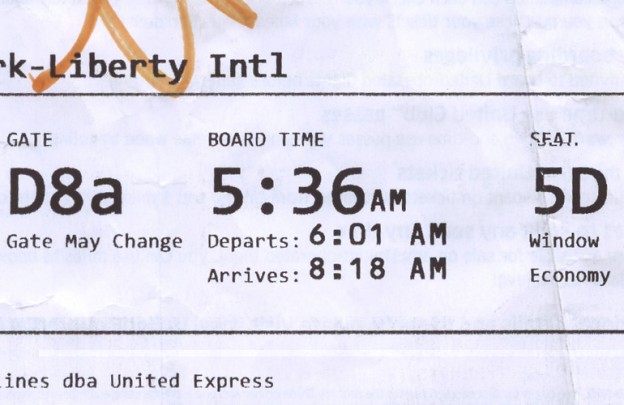 rk-Liberty Intl
GATE BOARD TIME SEAT
D8a 5.36AM 5D
Gate May Change Departs: 6:01 AM Window
Arrives: 8:18 AM Economy
lines dba United Express